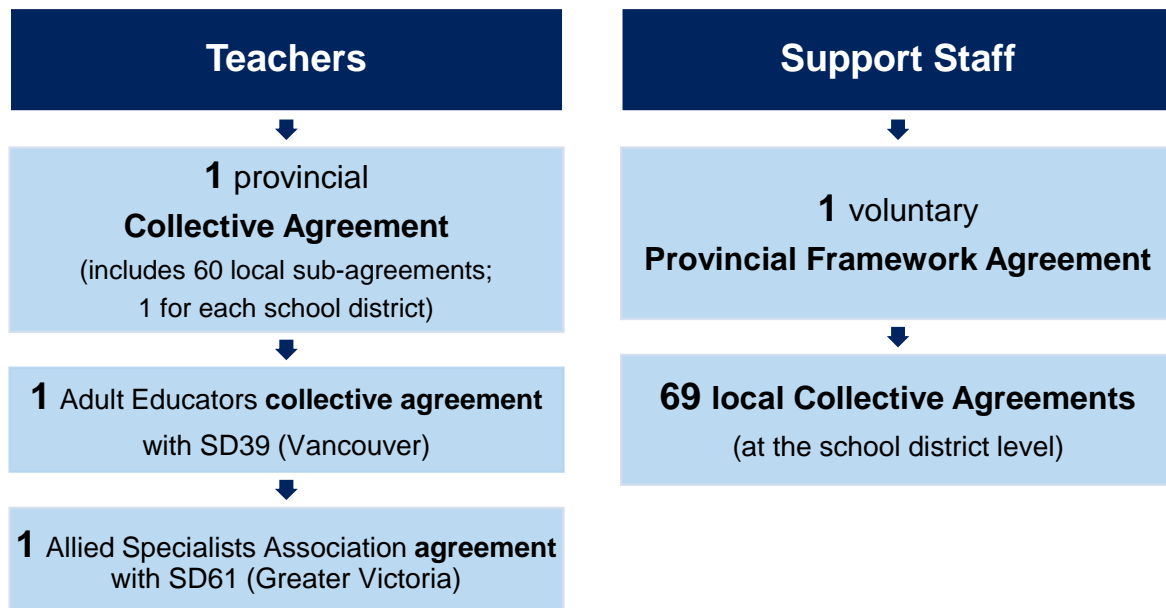 Teachers
1 provincial
Collective Agreement
(includes 60 local sub-agreements;
1 for each school district)
1 Adult Educators collective agreement
with SD39 (Vancouver)
1 Allied Specialists Association agreement
with SD61 (Greater Victoria)
Support Staff
1 voluntary
Provincial Framework Agreement
69 local Collective Agreements
(at the school district level)